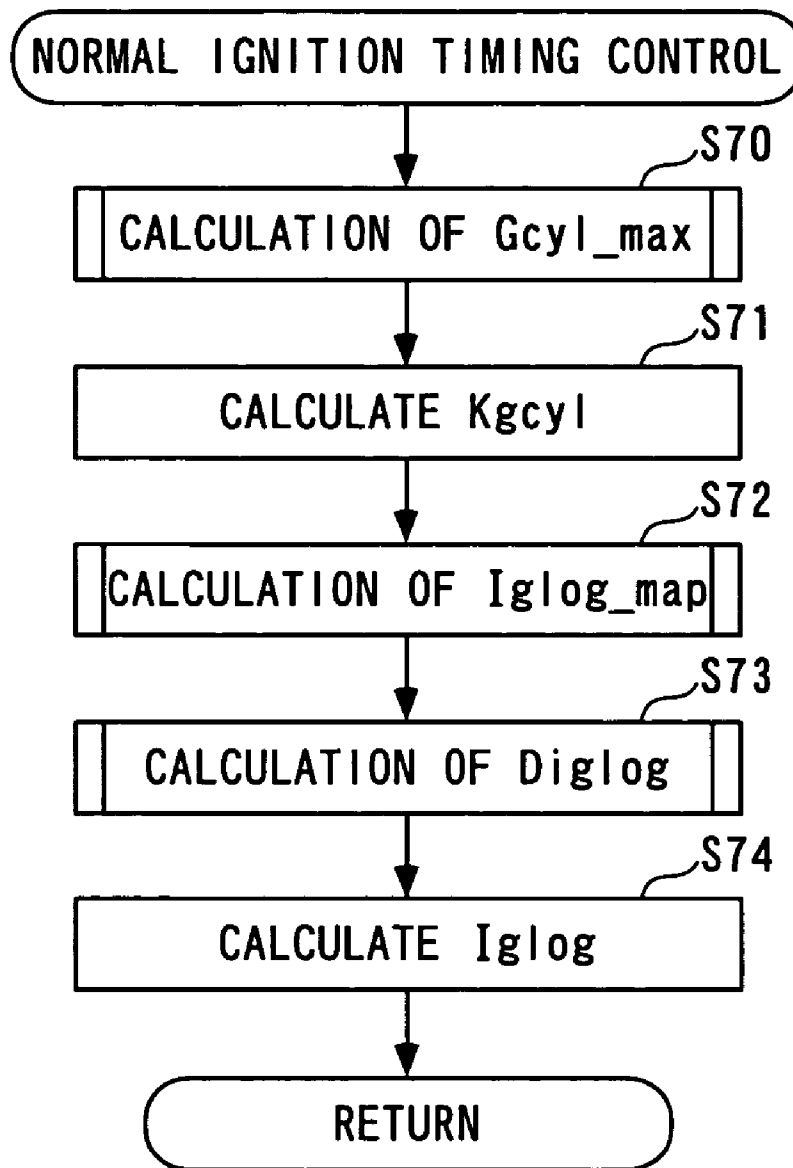 NORMAL IGNITION TIMING CONTROL
S70
CALCULATION OF Gcyl_max
S71
CALCULATE Kgcyl
S72
CALCULATION OF Iglog_map
S73
CALCULATION OF Diglog
S74
CALCULATE Iglog
RETURN